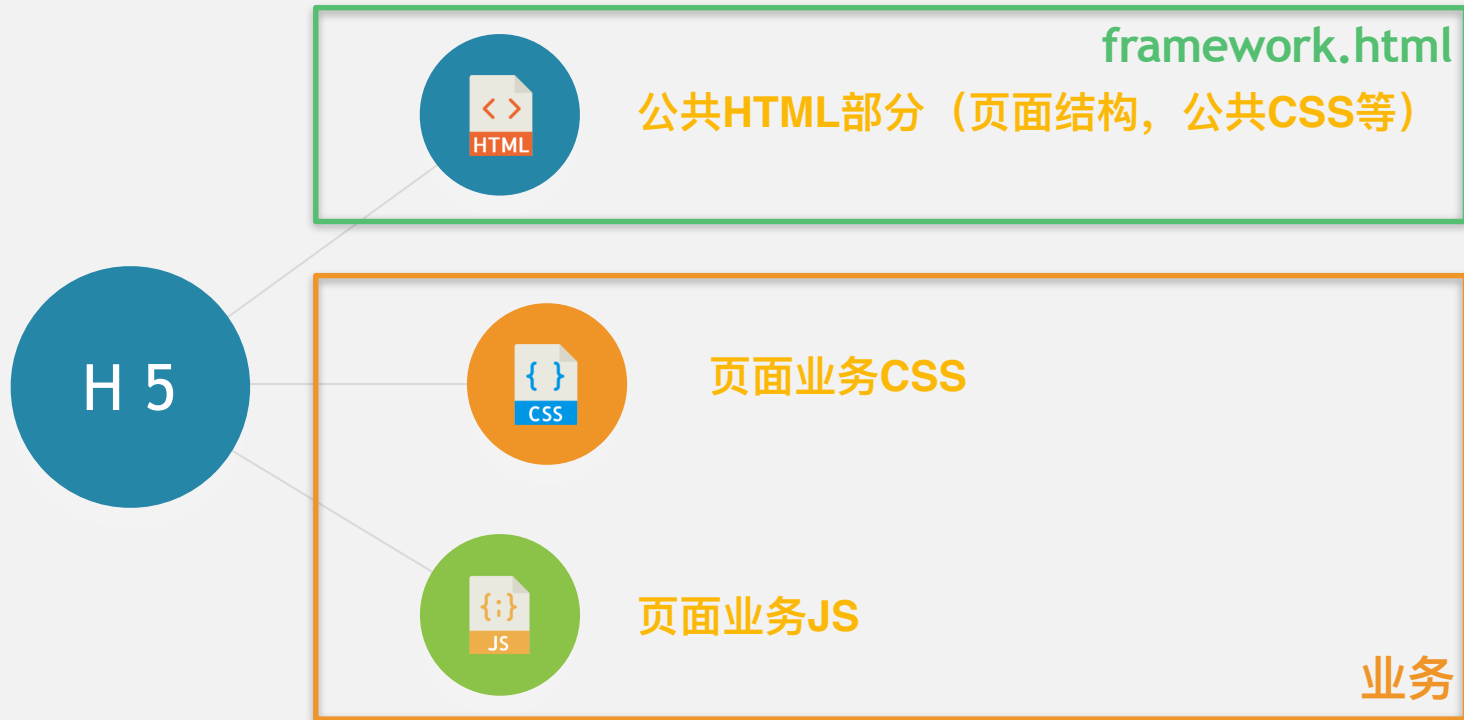 framework.html
< >
HTML
公共HTML部分（页面结构，公共CSS等）
H 5
{ }
CSS
页面业务CSS
{;}
JS
页面业务JS
业务